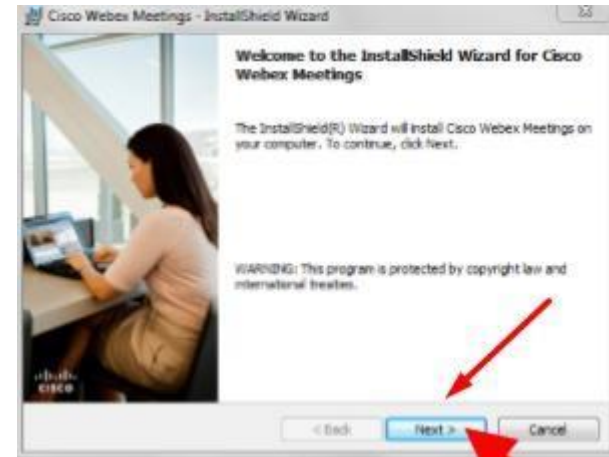 Cisco Webex Meetings - InstallShield Wizard
Welcome to the InstallShield Wizard for Cisco
Webex Meetings
The InstallShield(R) Wizard will install Cisco Webex Meetings on
your computer. To continue, click Next.
WARNING: This program is protected by copyright law and
international treaties.
CISCO
< Back
Next >
Cancel